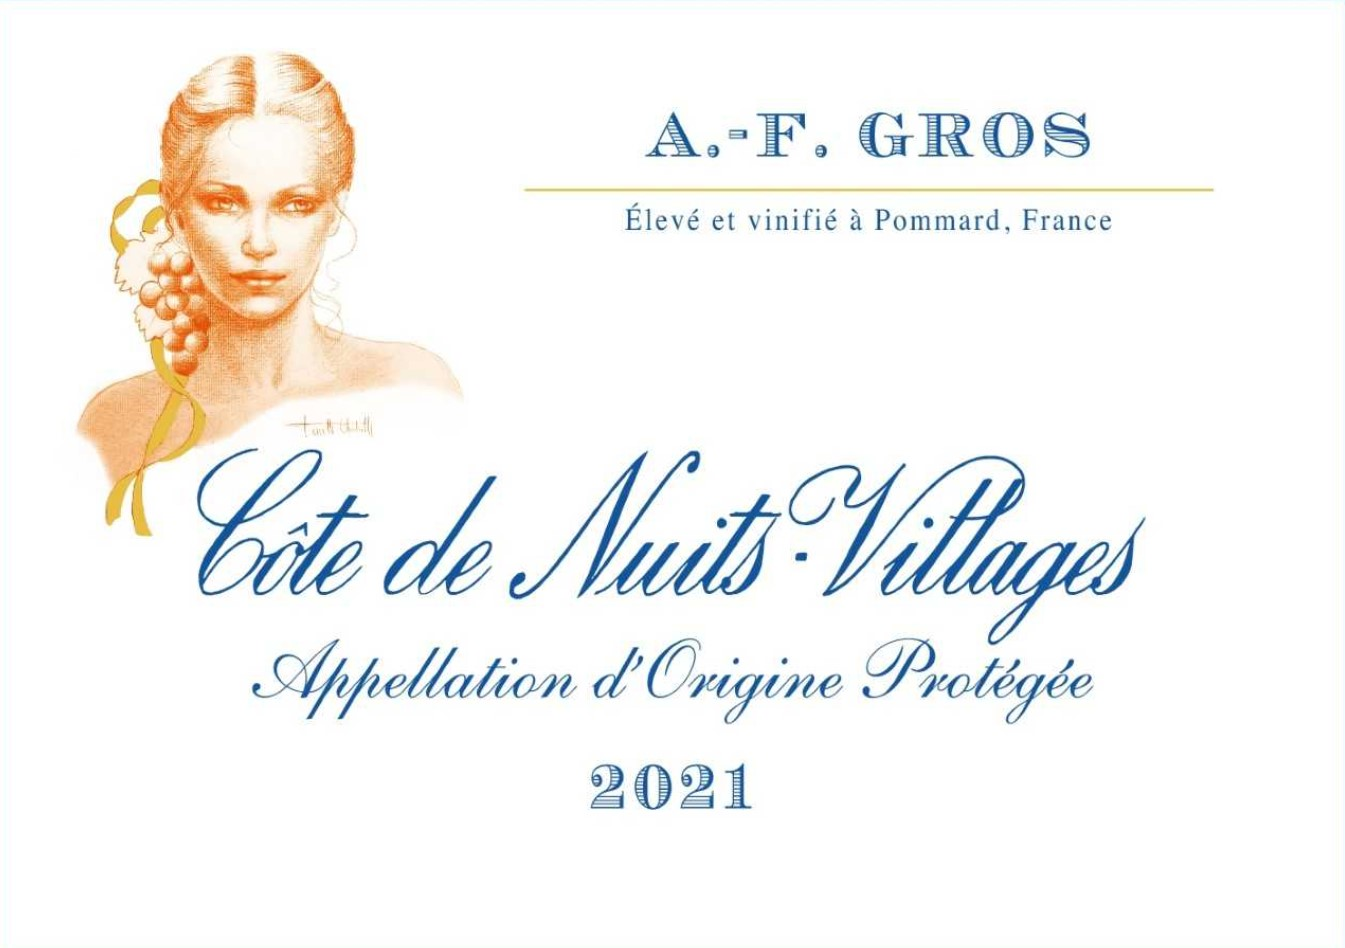 A.-F. GROS
Élevé et vinifié à Pommard, France
Côte de Nuits-Villages
Appellation d'Origine Protégée
2021